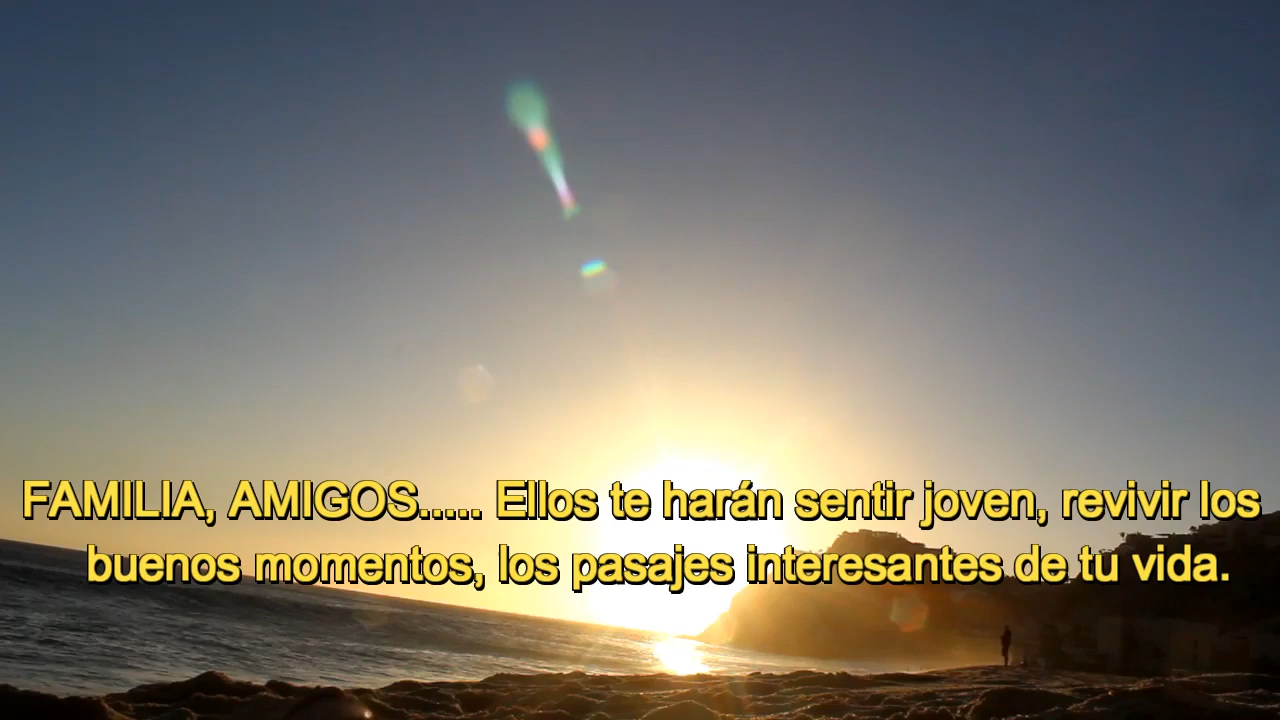 FAMILIA, AMIGOS..... Ellos te harán sentir joven, revivir los
buenos momentos, los pasajes interesantes de tu vida.